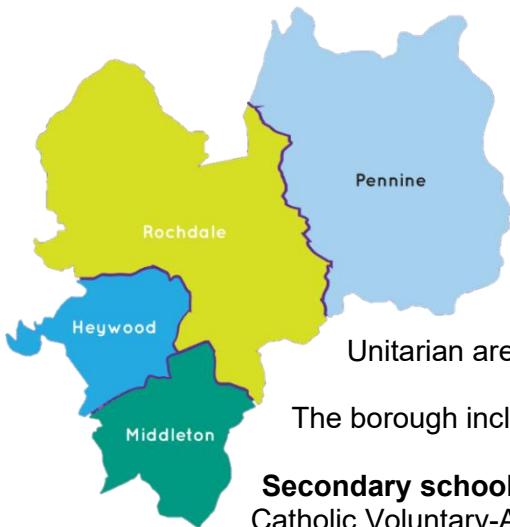 Pennine
Rochdale
Heywood
Unitarian are
The borough incl
Middleton
Secondary school
Catholic Voluntary-A